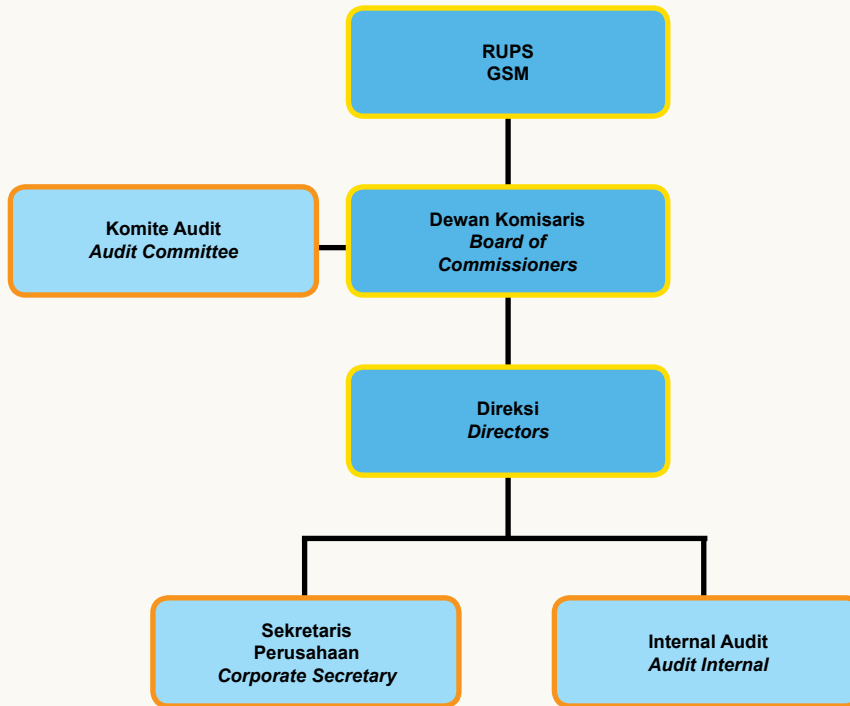 RUPS
GSM
Komite Audit
Audit Committee
Dewan Komisaris
Board of
Commissioners
Direksi
Directors
Sekretaris
Perusahaan
Corporate Secretary
Internal Audit
Audit Internal